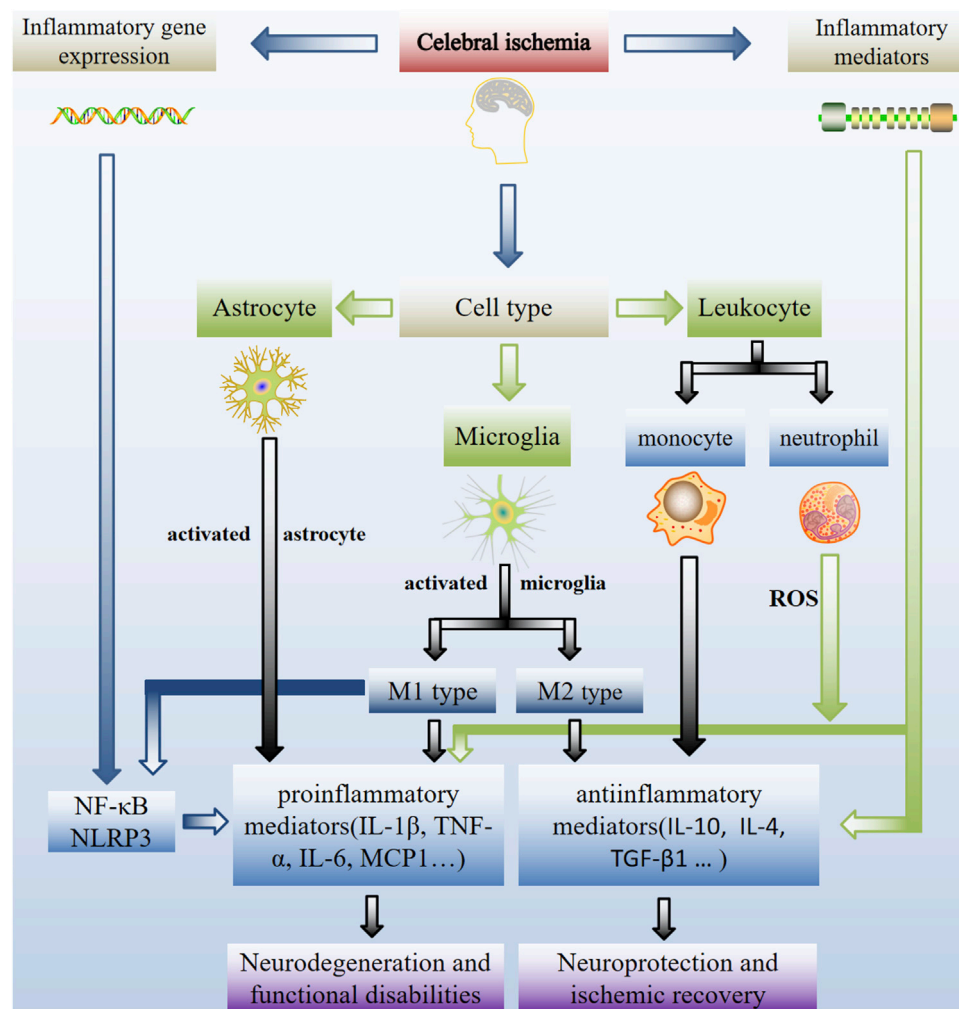 Inflammatory gene
exprression
Celebral ischemia
Inflammatory
mediators
Astrocyte
Cell type
Leukocyte
Microglia
monocyte
neutrophil
activated
astrocyte
activated
microglia
ROS
M1 type
M2 type
NF-κB
NLRP3
proinflammatory
mediators(IL-1β, TNF-
α, IL-6, MCP1…)
antiinflammatory
mediators(IL-10, IL-4,
TGF-β1 … )
Neurodegeneration and
functional disabilities
Neuroprotection and
ischemic recovery